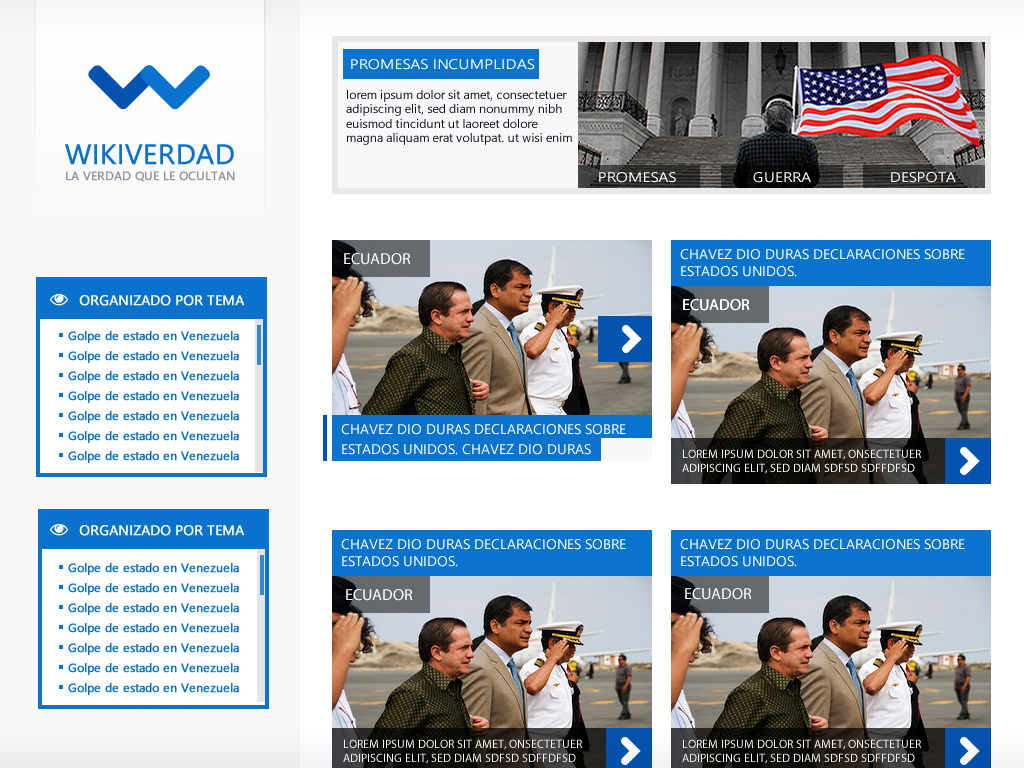 WIKIVERDAD
LA VERDAD QUE LE OCULTAN
ORGANIZADO POR TEMA
Golpe de estado en Venezuela
Golpe de estado en Venezuela
Golpe de estado en Venezuela
Golpe de estado en Venezuela
Golpe de estado en Venezuela
Golpe de estado en Venezuela
Golpe de estado en Venezuela
ORGANIZADO POR TEMA
Golpe de estado en Venezuela
Golpe de estado en Venezuela
Golpe de estado en Venezuela
Golpe de estado en Venezuela
Golpe de estado en Venezuela
Golpe de estado en Venezuela
Golpe de estado en Venezuela
PROMESAS INCUMPLIDAS
lorem ipsum dolor sit amet, consectetuer
adipiscing elit, sed diam nonummy nibh
euismod tincidunt ut laoreet dolore
magna aliquam erat volutpat. ut wisi enim
PROMESAS
GUERRA
DESPOTA
ECUADOR
CHAVEZ DIO DURAS DECLARACIONES SOBRE
ESTADOS UNIDOS. CHAVEZ DIO DURAS
CHAVEZ DIO DURAS DECLARACIONES SOBRE
ESTADOS UNIDOS.
ECUADOR
LOREM IPSUM DOLOR SIT AMET, ONSECTETUER
ADIPISCING ELIT, SED DIAM SDFSD SDFFDFSD
CHAVEZ DIO DURAS DECLARACIONES SOBRE
ESTADOS UNIDOS.
ECUADOR
LOREM IPSUM DOLOR SIT AMET, ONSECTETUER
ADIPISCING ELIT, SED DIAM SDFSD SDFFDFSD
CHAVEZ DIO DURAS DECLARACIONES SOBRE
ESTADOS UNIDOS.
ECUADOR
LOREM IPSUM DOLOR SIT AMET, ONSECTETUER
ADIPISCING ELIT, SED DIAM SDFSD SDFFDFSD